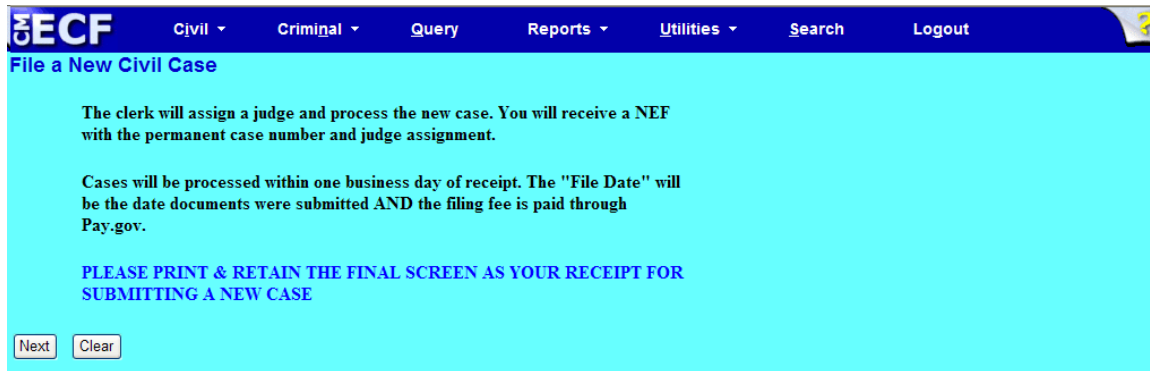 CM ECF Civil Criminal Query Reports Utilities Search Logout ?
File a New Civil Case
The clerk will assign a judge and process the new case. You will receive a NEF
with the permanent case number and judge assignment.
Cases will be processed within one business day of receipt. The "File Date" will
be the date documents were submitted AND the filing fee is paid through
Pay.gov.
PLEASE PRINT & RETAIN THE FINAL SCREEN AS YOUR RECEIPT FOR
SUBMITTING A NEW CASE
Next Clear